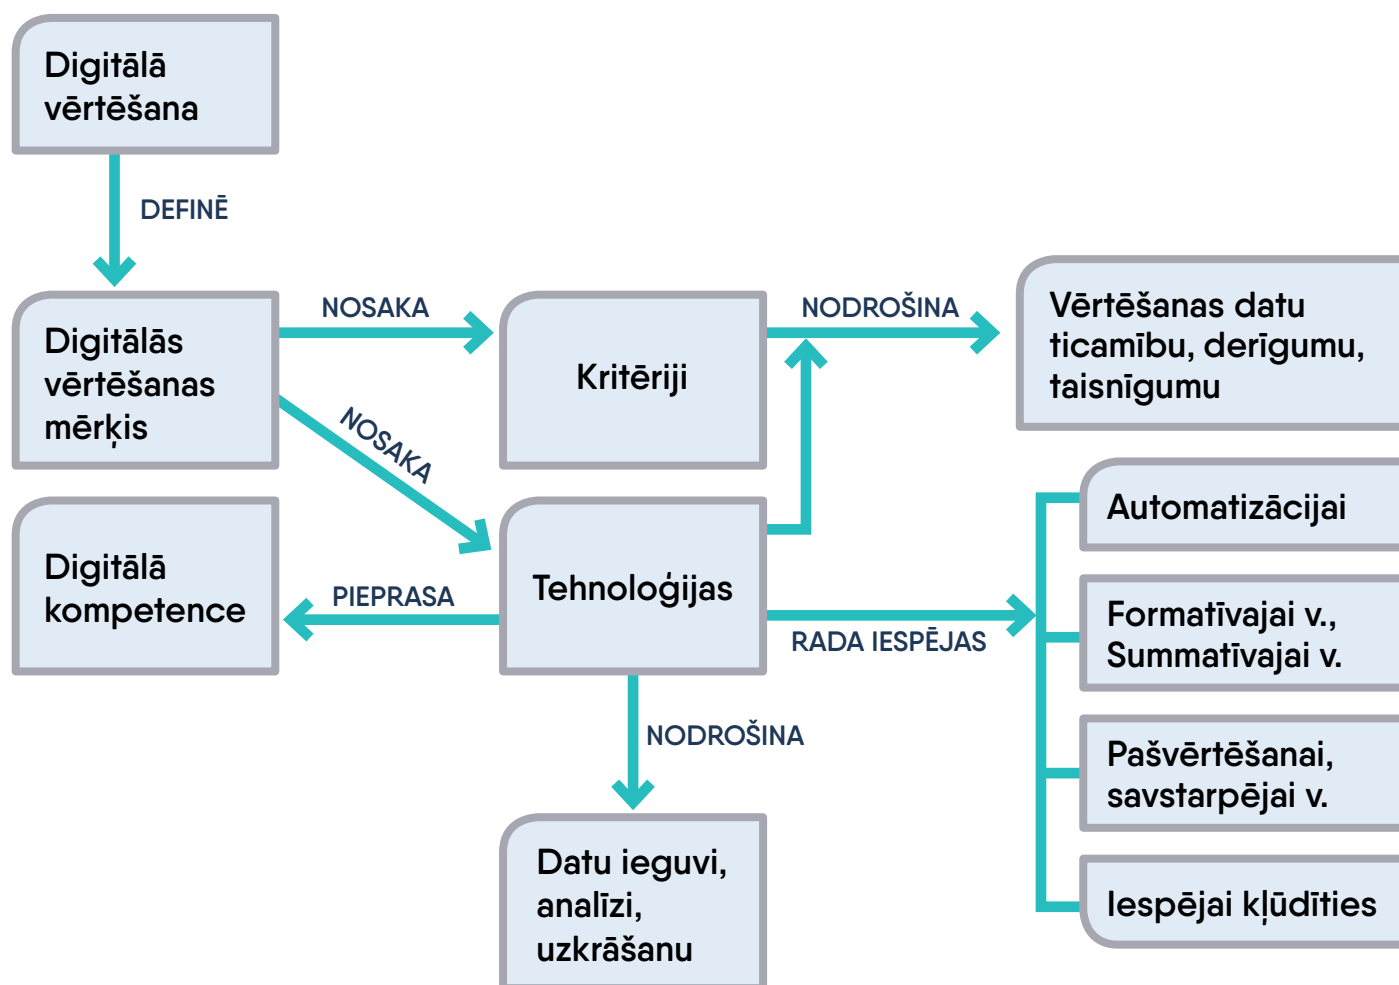 Digitālā
vērtēšana
DEFINĒ
Digitālās
vērtēšanas
mērķis
NOSAKA
Kritēriji
NODROŠINA
Vērtēšanas datu
ticamību, derīgumu,
taisnīgumu
NOSAKA
Digitālā
kompetence
PIEPRASA
Tehnoloģijas
RADA IESPĒJAS
Automatizācijai
Formatīvajai v.,
Summatīvajai v.
Pašvērtēšanai,
savstarpējai v.
Iespējai kļūdīties
NODROŠINA
Datu ieguvi,
analīzi,
uzkrāšanu